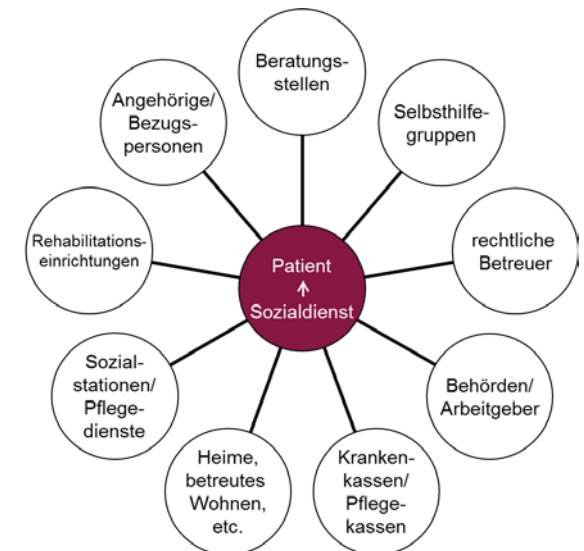 Beratungs-
stellen
Selbsthilfe-
gruppen
rechtliche
Betreuer
Behörden/
Arbeitgeber
Kranken-
kassen/
Pflege-
kassen
Heime,
betreutes
Wohnen,
etc.
Sozial-
stationen/
Pflege-
dienste
Rehabilitations-
einrichtungen
Angehörige/
Bezugs-
personen
Patient
↑
Sozialdienst